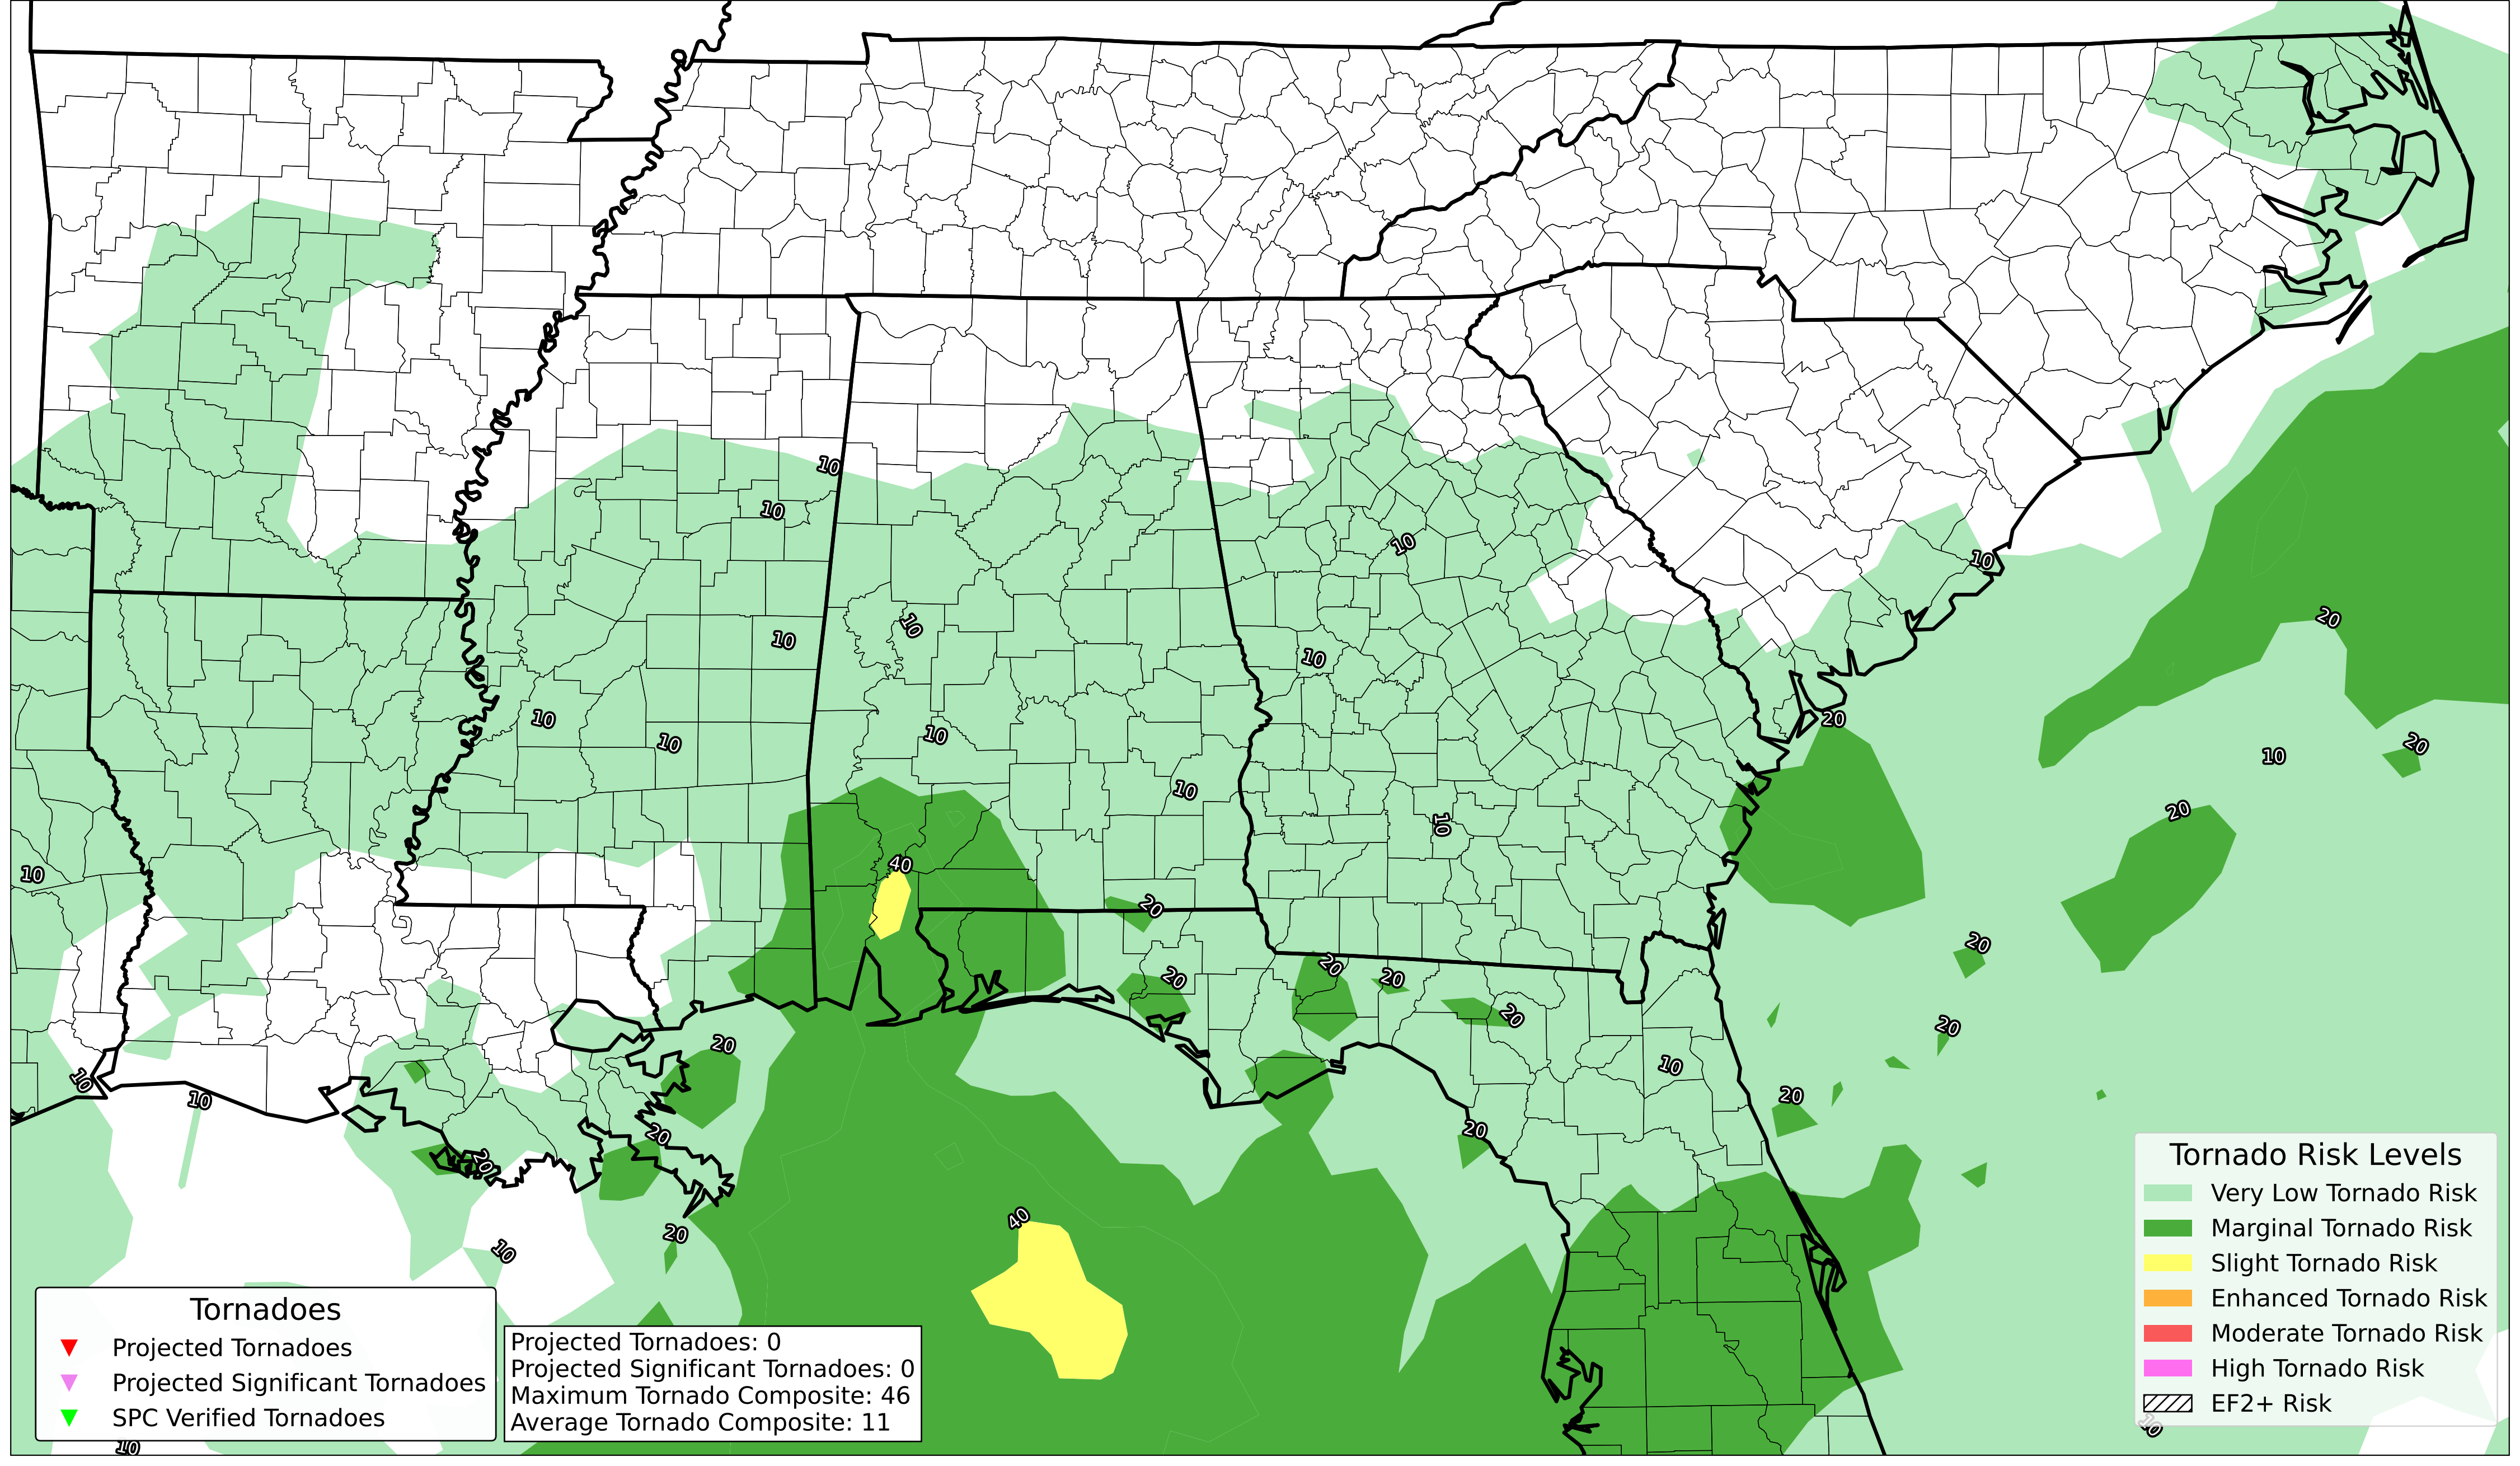 10
10
10
10
10
10
20
10
10
20
10
10
20
10
10
20
10
40
10
20
20
20
20
20
20
20
10
10
20
10
20
20
20
20
40
20
10
Tornado Risk Levels
Very Low Tornado Risk
Marginal Tornado Risk
Slight Tornado Risk
Enhanced Tornado Risk
Moderate Tornado Risk
High Tornado Risk
EF2+ Risk
10
Tornadoes
Projected Tornadoes
Projected Significant Tornadoes
SPC Verified Tornadoes
Projected Tornadoes: 0
Projected Significant Tornadoes: 0
Maximum Tornado Composite: 46
Average Tornado Composite: 11
10